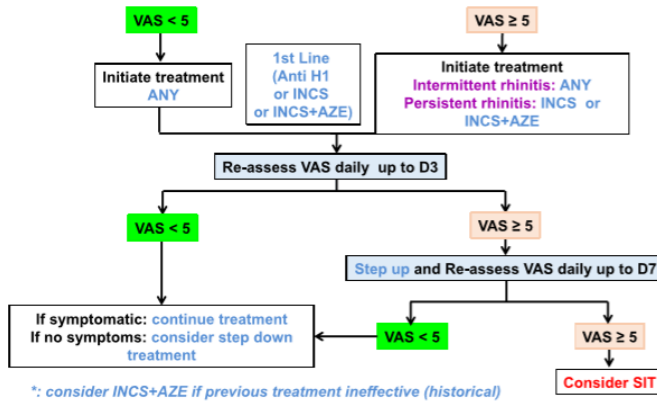 VAS < 5
VAS ≥ 5
Initiate treatment
ANY
1st Line
(Anti H1
or INCS
or INCS+AZE)
Initiate treatment
Intermittent rhinitis: ANY
Persistent rhinitis: INCS or
INCS+AZE
Re-assess VAS daily up to D3
VAS < 5
VAS ≥ 5
Step up and Re-assess VAS daily up to D7
If symptomatic: continue treatment
If no symptoms: consider step down
treatment
VAS < 5
VAS ≥ 5
Consider SIT
*: consider INCS+AZE if previous treatment ineffective (historical)